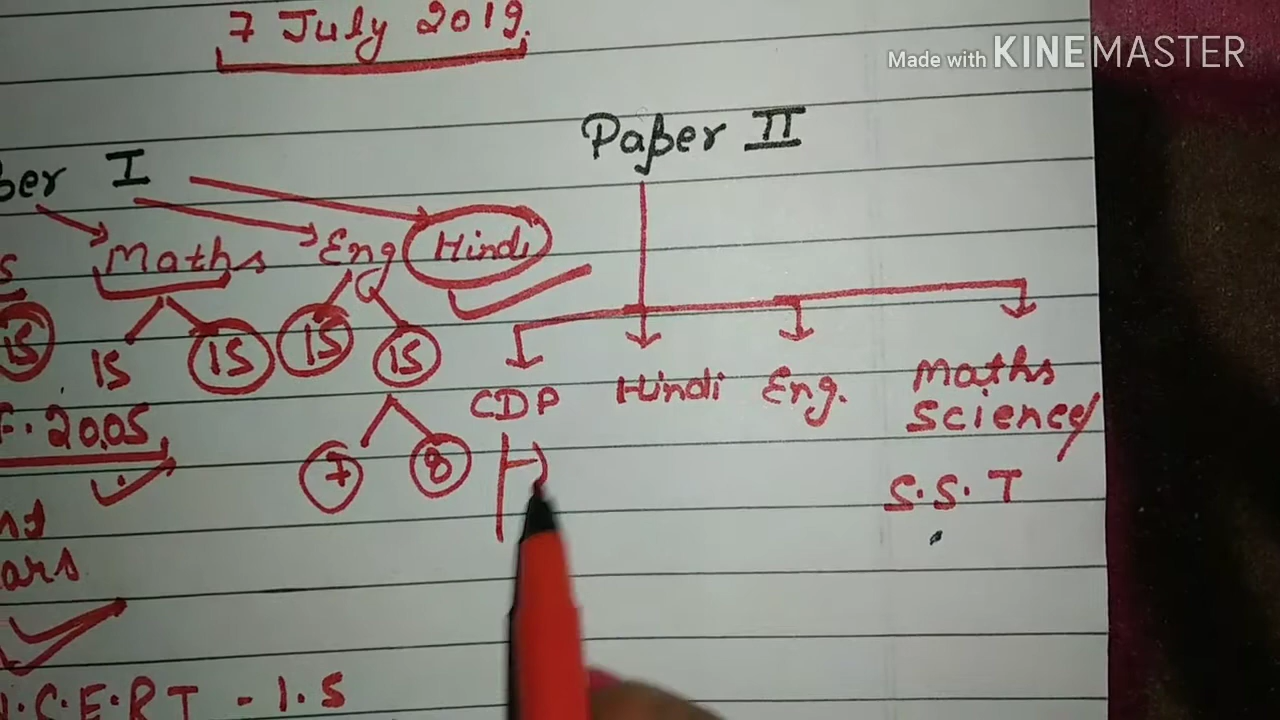 7 July 2019.
Made with KINEMASTER
Paper II
per I
Maths Eng Hindi
15 15 15 15 15
CDP Hindi Eng. Maths
Science/
F. 2005,
7 8
S.S.T
ars
N.C.E.R.T - 1.5